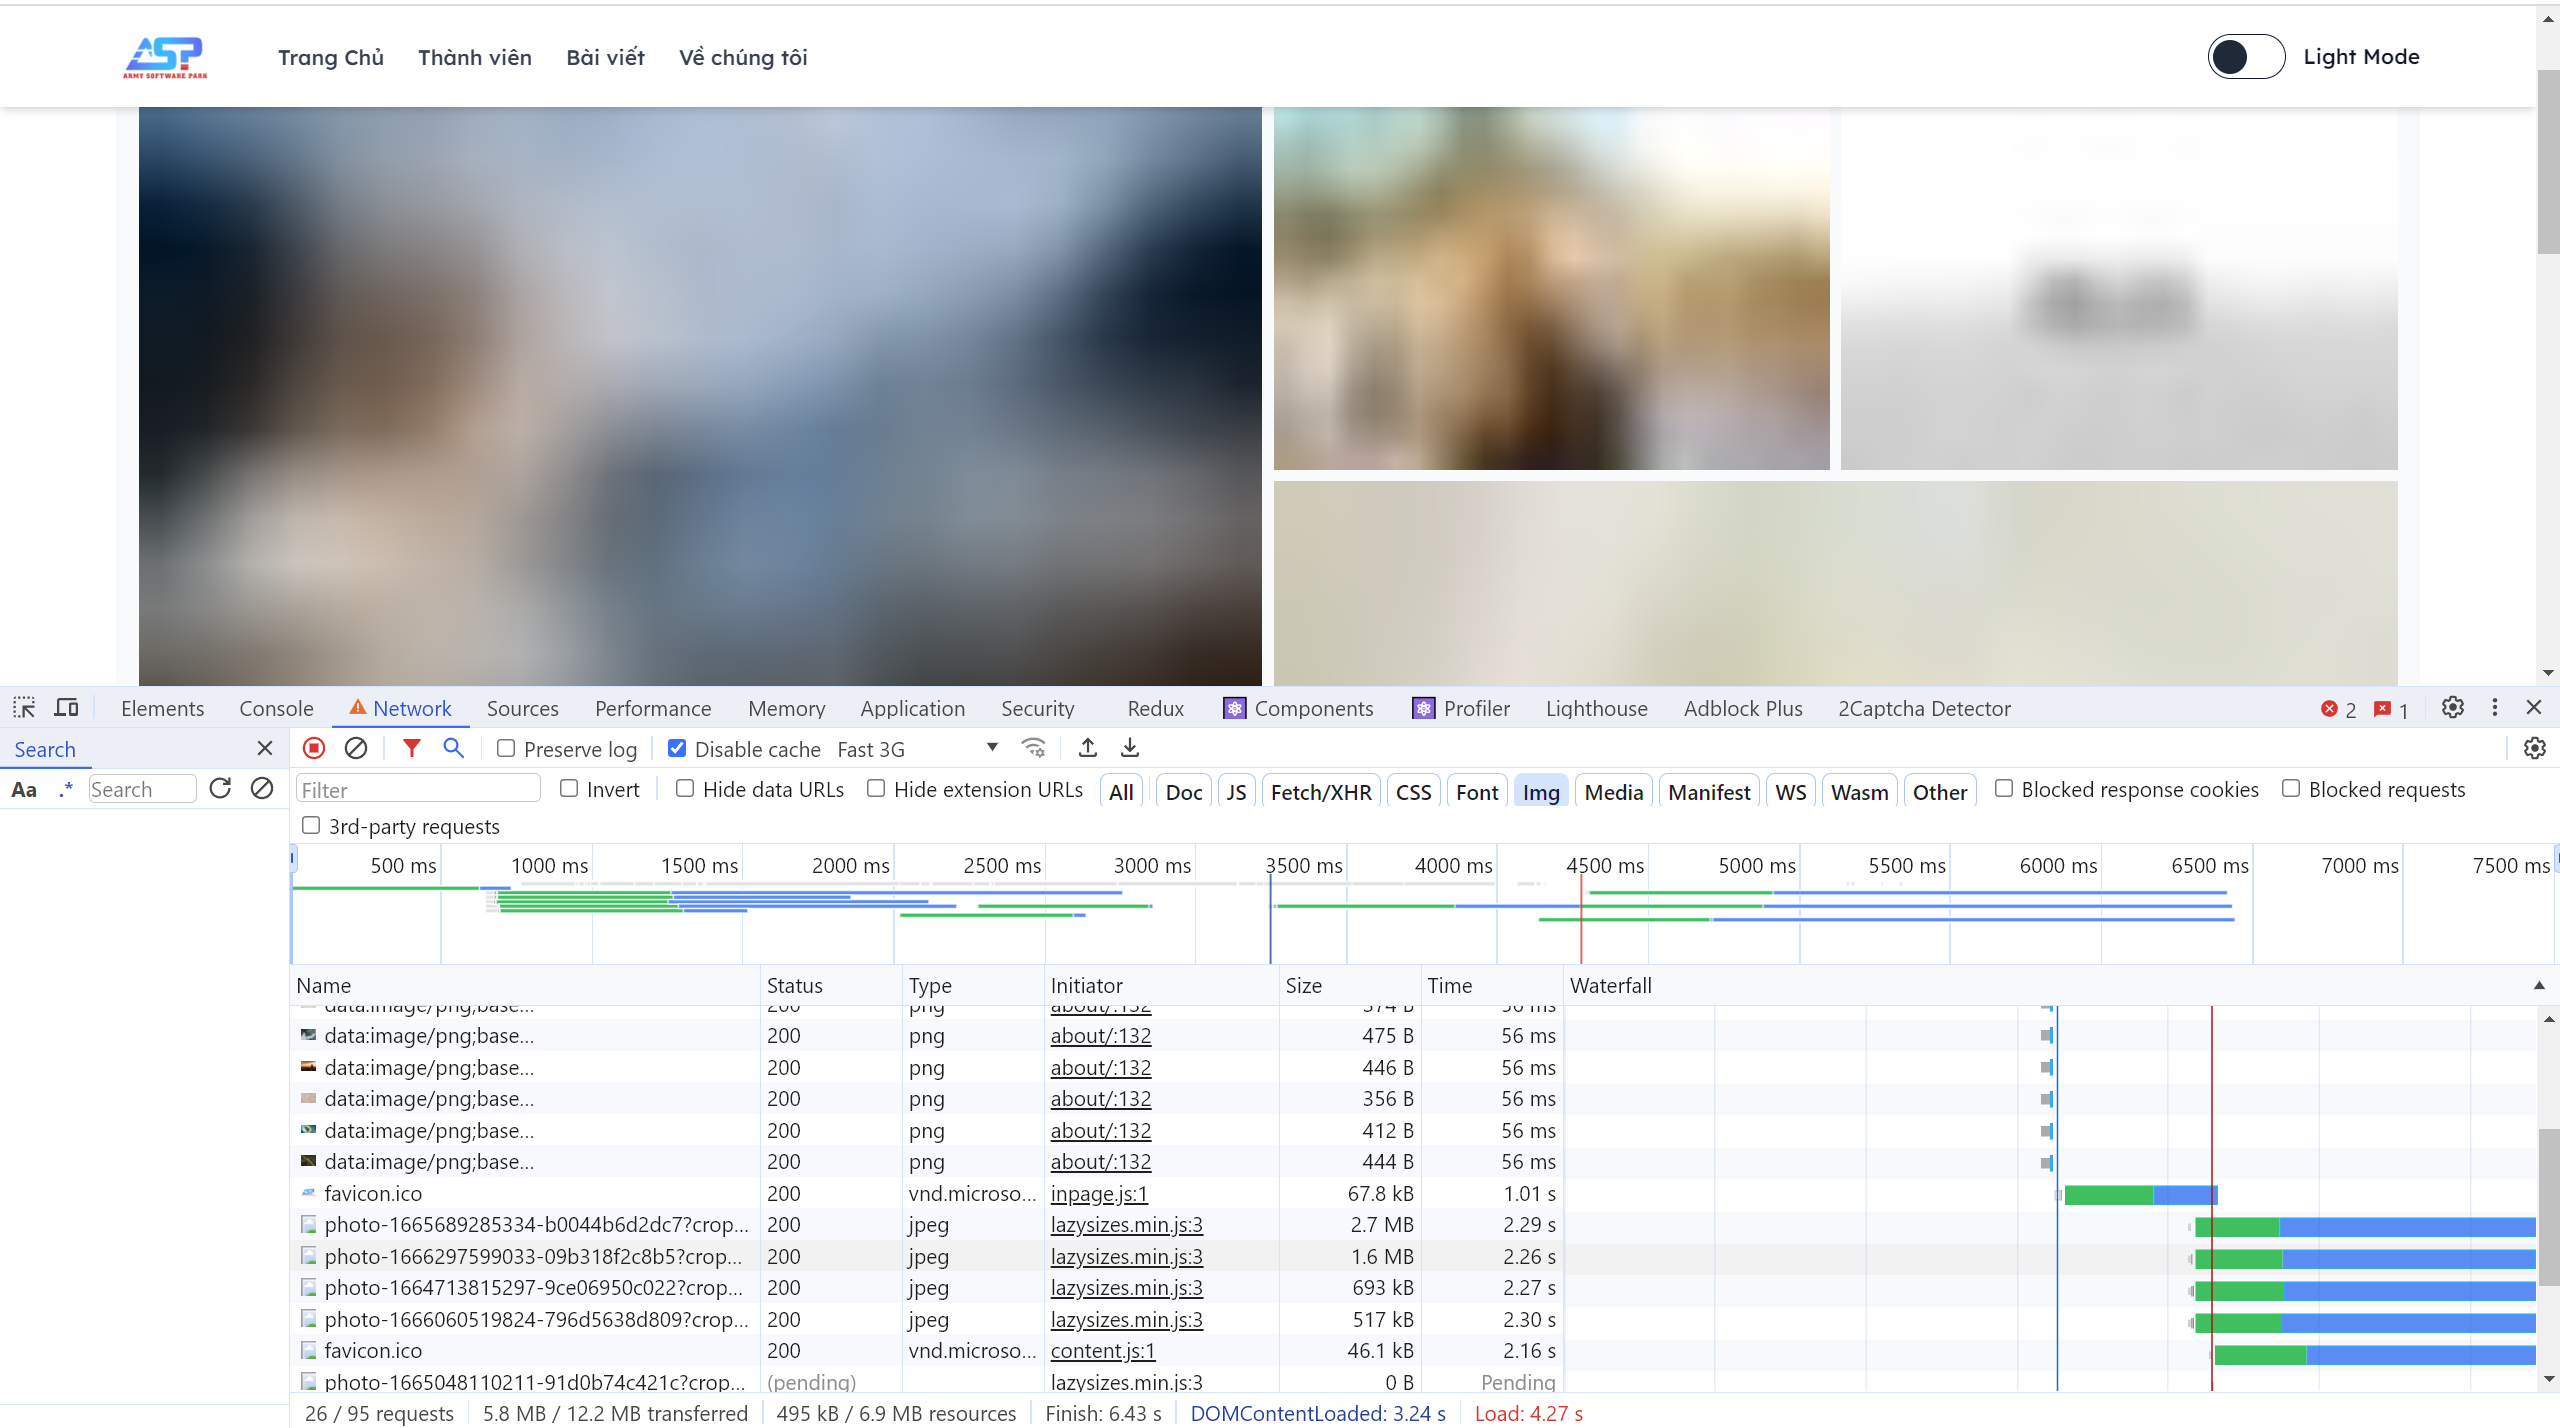 ASP
ARMY SOFTWARE PARK
Trang Chủ Thành viên Bài viết Về chúng tôi Light Mode
Elements Console Network Sources Performance Memory Application Security Redux Components Profiler Lighthouse Adblock Plus 2Captcha Detector 2 1
Search Preserve log Disable cache Fast 3G
Aa .* Search Filter Invert Hide data URLs Hide extension URLs All Doc JS Fetch/XHR CSS Font Img Media Manifest WS Wasm Other Blocked response cookies Blocked requests
3rd-party requests
500 ms 1000 ms 1500 ms 2000 ms 2500 ms 3000 ms 3500 ms 4000 ms 4500 ms 5000 ms 5500 ms 6000 ms 6500 ms 7000 ms 7500 ms
Name Status Type Initiator Size Time Waterfall
data:image/png;base... 200 png about/:132 374 B 56 ms
data:image/png;base... 200 png about/:132 475 B 56 ms
data:image/png;base... 200 png about/:132 446 B 56 ms
data:image/png;base... 200 png about/:132 356 B 56 ms
data:image/png;base... 200 png about/:132 412 B 56 ms
data:image/png;base... 200 png about/:132 444 B 56 ms
favicon.ico 200 vnd.microso... inpage.js:1 67.8 kB 1.01 s
photo-1665689285334-b0044b6d2dc7?crop... 200 jpeg lazysizes.min.js:3 2.7 MB 2.29 s
photo-1666297599033-09b318f2c8b5?crop... 200 jpeg lazysizes.min.js:3 1.6 MB 2.26 s
photo-1664713815297-9ce06950c022?crop... 200 jpeg lazysizes.min.js:3 693 kB 2.27 s
photo-1666060519824-796d5638d809?crop... 200 jpeg lazysizes.min.js:3 517 kB 2.30 s
favicon.ico 200 vnd.microso... content.js:1 46.1 kB 2.16 s
photo-1665048110211-91d0b74c421c?crop... (pending) lazysizes.min.js:3 0 B Pending
26 / 95 requests 5.8 MB / 12.2 MB transferred 495 kB / 6.9 MB resources Finish: 6.43 s DOMContentLoaded: 3.24 s Load: 4.27 s